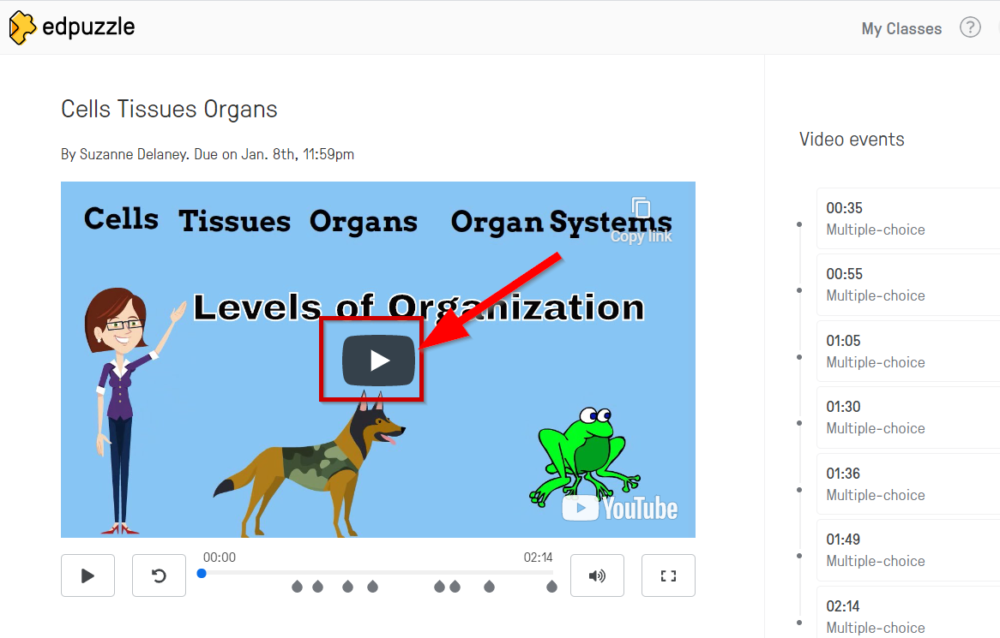 edpuzzle
My Classes
?
Cells Tissues Organs
By Suzanne Delaney. Due on Jan. 8th, 11:59pm
Cells Tissues Organs Organ Systems
Copy link
Levels of Organization
YouTube
00:00
02:14
Video events
00:35
Multiple-choice
00:55
Multiple-choice
01:05
Multiple-choice
01:30
Multiple-choice
01:36
Multiple-choice
01:49
Multiple-choice
02:14
Multiple-choice